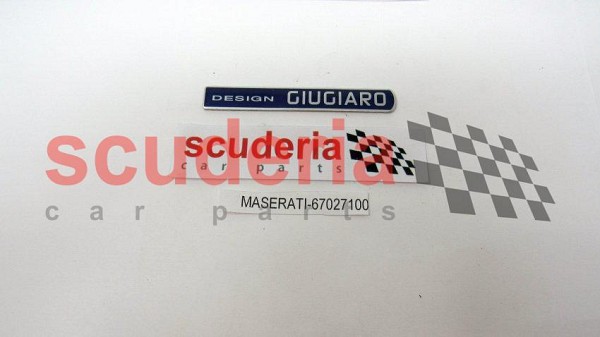 DESIGN GIUGIARO
scuderia
car parts
scuderia
car parts
MASERATI-67027100